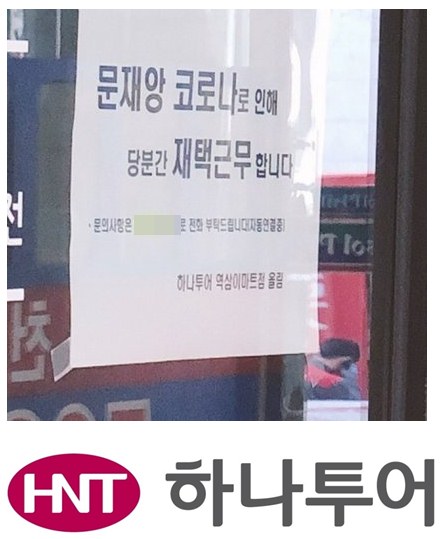 문재앙 코로나로 인해
당분간 재택근무 합니다
· 문의사항은 로 전화 부탁드립니다(자동연결중)
하나투어 역삼이마트점 올림
전
HNT 하나투어